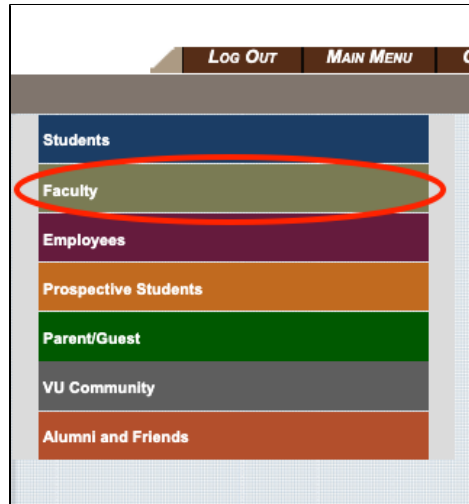 Log Out Main Menu
Students
Faculty
Employees
Prospective Students
Parent/Guest
VU Community
Alumni and Friends